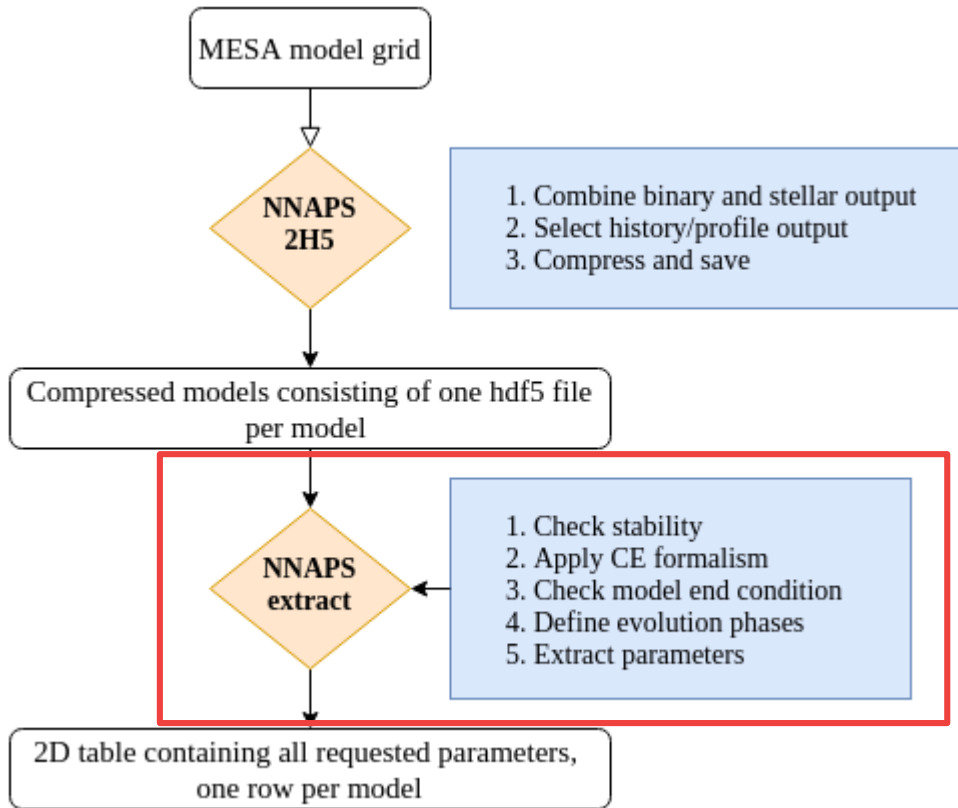 MESA model grid
NNAPS
2H5
1. Combine binary and stellar output
2. Select history/profile output
3. Compress and save
Compressed models consisting of one hdf5 file
per model
NNAPS
extract
1. Check stability
2. Apply CE formalism
3. Check model end condition
4. Define evolution phases
5. Extract parameters
2D table containing all requested parameters,
one row per model